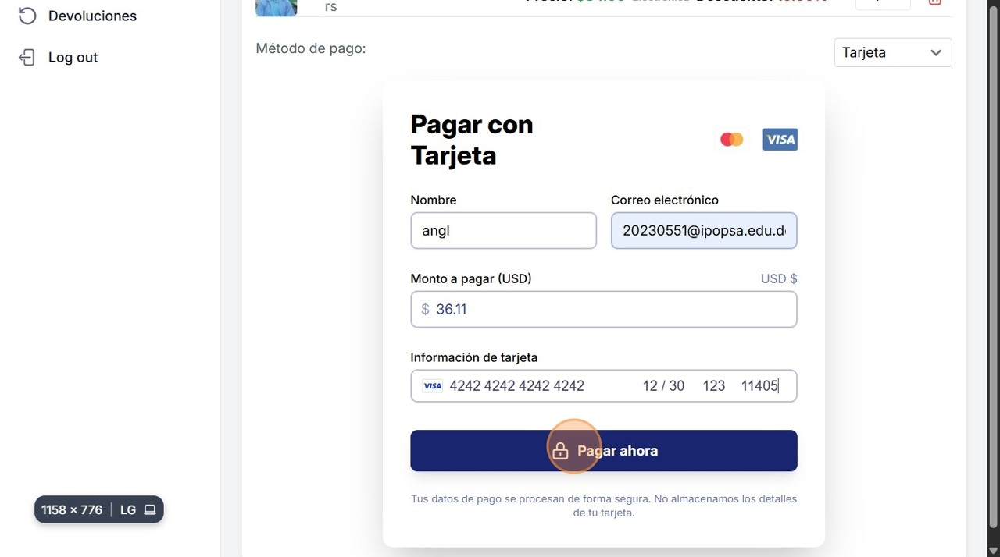 Devoluciones
rs
Log out
Método de pago:
Tarjeta
Pagar con
Tarjeta
VISA
Nombre
Correo electrónico
angl
20230551@ipopsa.edu.d
Monto a pagar (USD)
USD $
$ 36.11
Información de tarjeta
VISA 4242 4242 4242 4242 12 / 30 123 11405
Pagar ahora
Tus datos de pago se procesan de forma segura. No almacenamos los detalles
de tu tarjeta.
1158 × 776 | LG